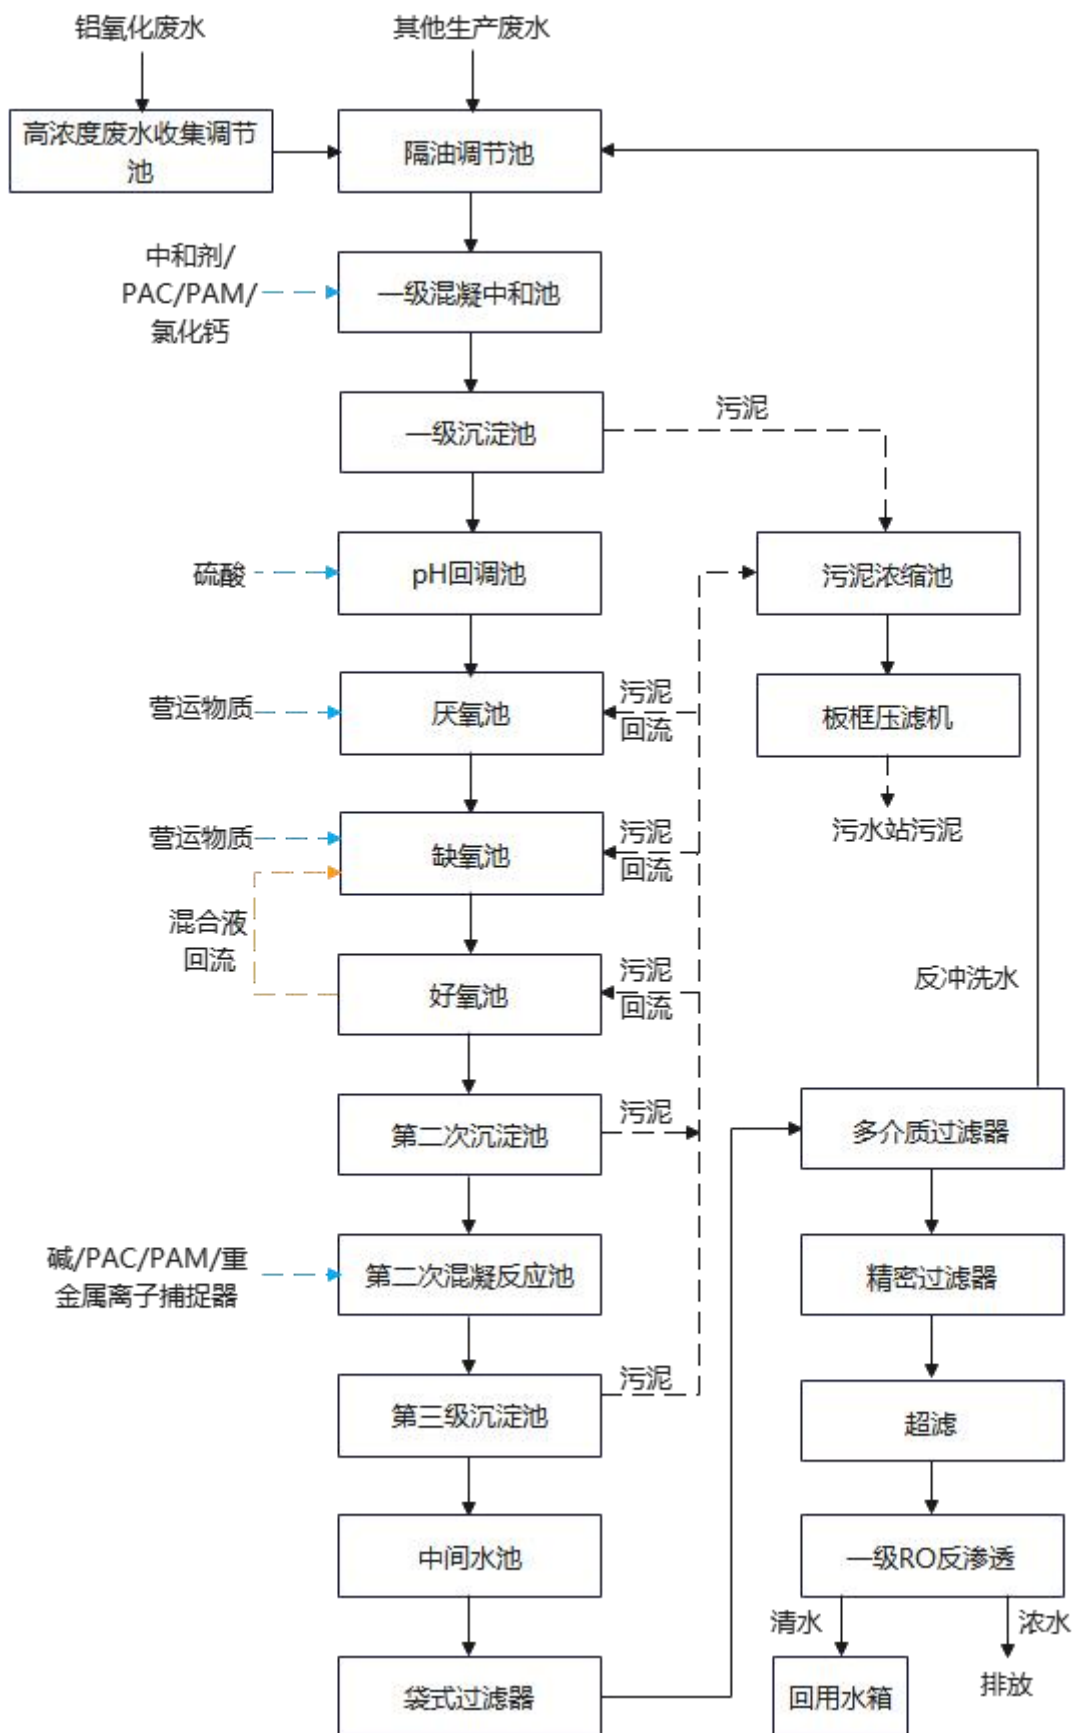 铝氧化废水
其他生产废水
高浓度废水收集调节
池
隔油调节池
中和剂/
PAC/PAM/
氯化钙
一级混凝中和池
一级沉淀池
污泥
硫酸
pH回调池
污泥浓缩池
营运物质
厌氧池
污泥
回流
板框压滤机
营运物质
缺氧池
污泥
回流
污水站污泥
混合液
回流
好氧池
污泥
回流
反冲洗水
第二次沉淀池
污泥
多介质过滤器
碱/PAC/PAM/重
金属离子捕捉器
第二次混凝反应池
精密过滤器
第三级沉淀池
污泥
超滤
中间水池
一级RO反渗透
清水
浓水
袋式过滤器
回用水箱
排放